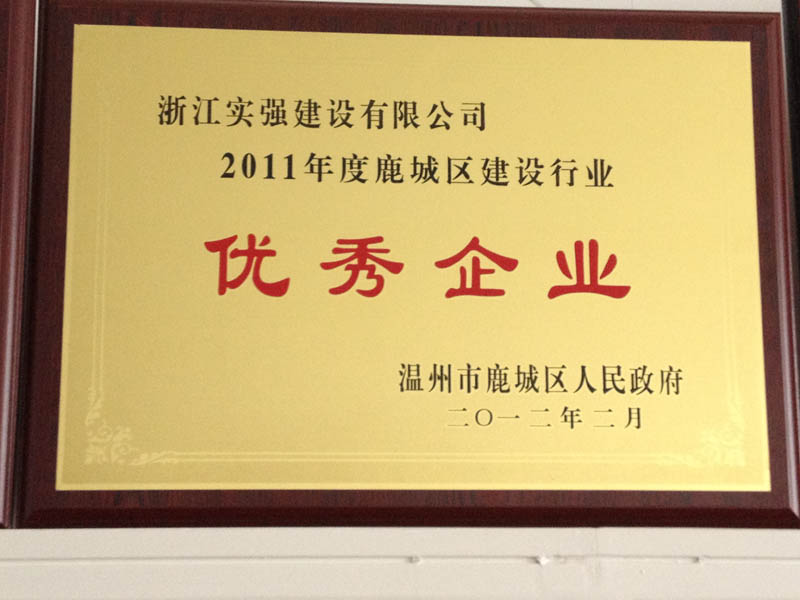 浙江实强建设有限公司
2011年度鹿城区建设行业
优秀企业
温州市鹿城区人民政府
二〇一二年二月